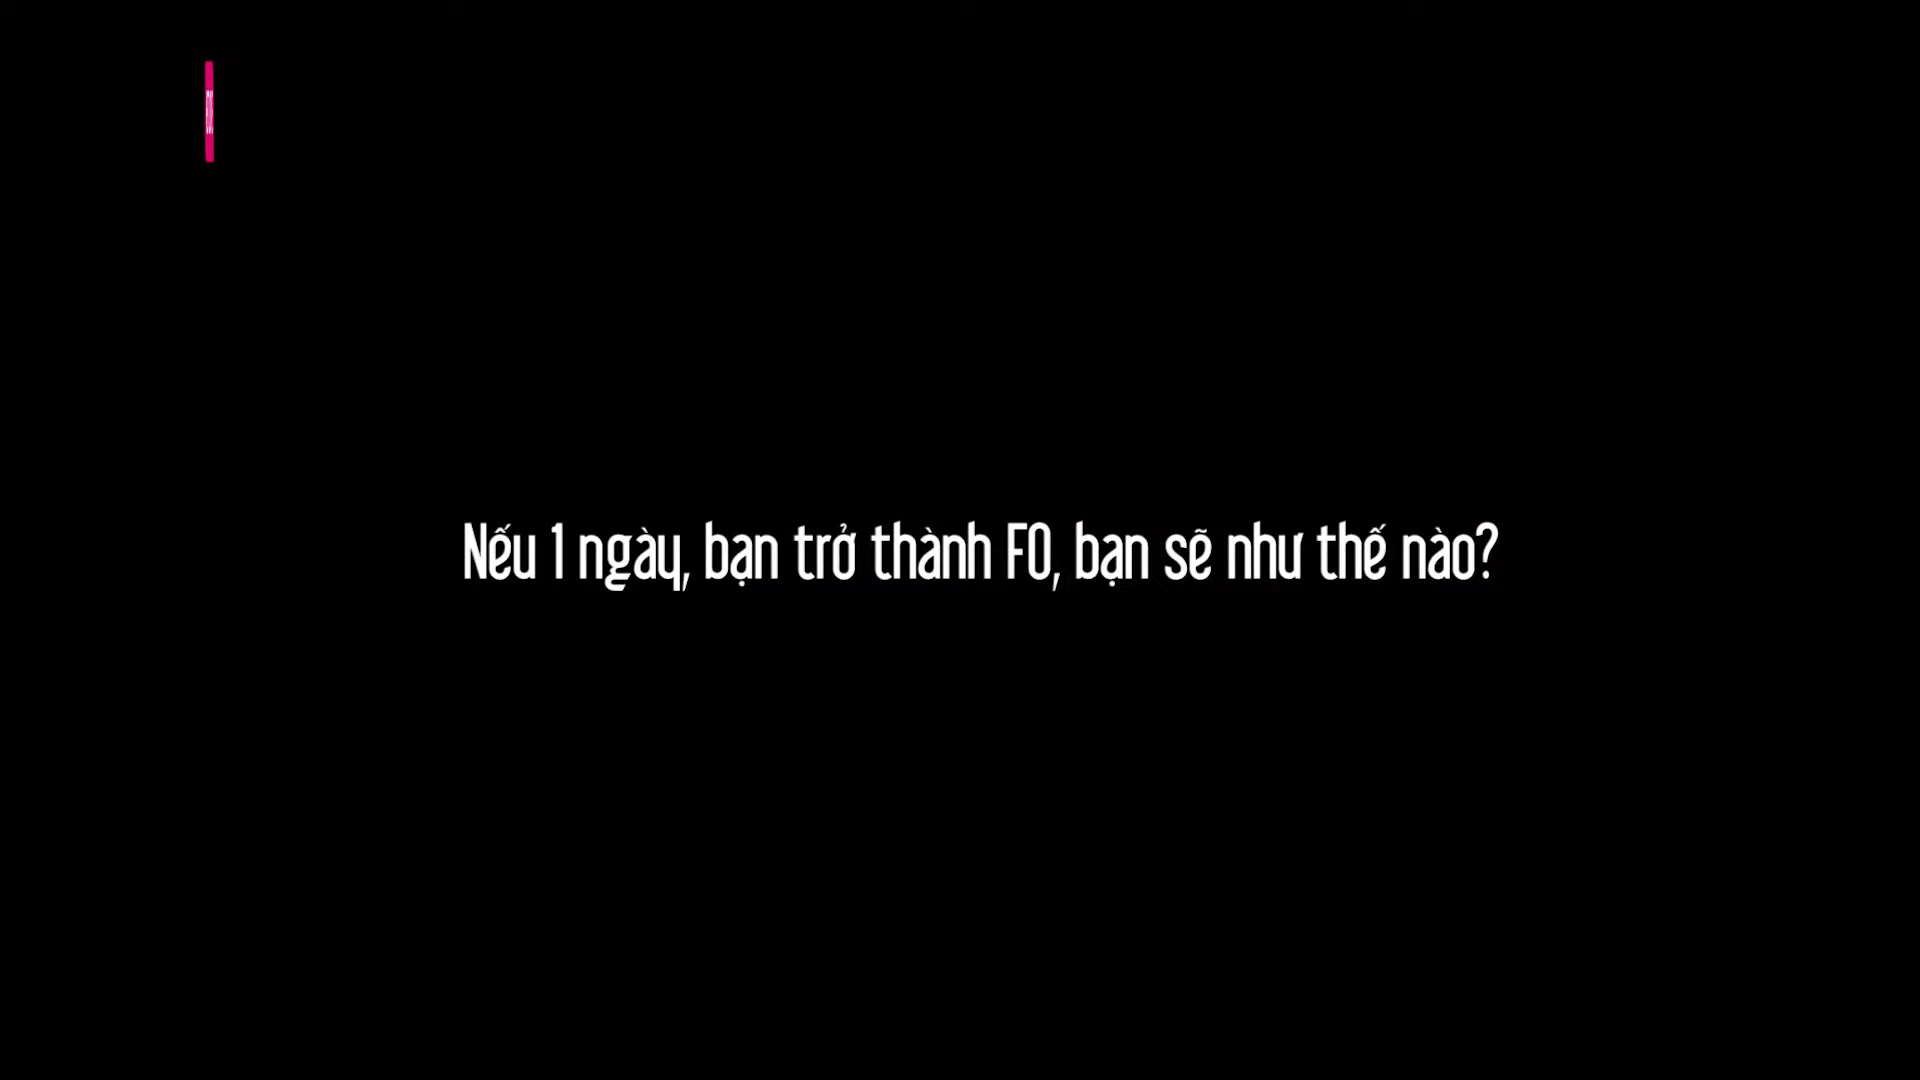 Nếu 1 ngày, bạn trở thành F0, bạn sẽ như thế nào?